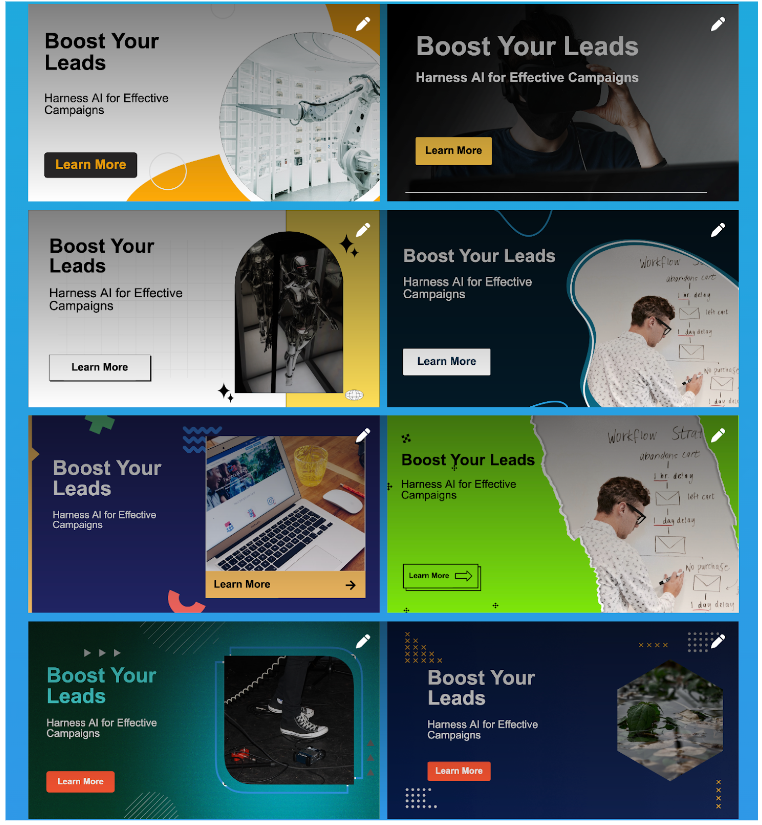 Boost Your
Leads
Harness AI for Effective
Campaigns
Learn More
Boost Your Leads
Harness AI for Effective Campaigns
Learn More
Boost Your
Leads
Harness AI for Effective
Campaigns
Learn More
Boost Your Leads
Harness AI for Effective
Campaigns
Learn More
Workflow Stra
abandone cart
1 hr delay
left cart
1 day delay
No purchase
1 day delay
Boost Your
Leads
Harness AI for Effective
Campaigns
Learn More
Boost Your Leads
Harness AI for Effective
Campaigns
Learn More
Workflow Strat
abandone cart
1 hr delay
left cart
1 day delay
No purchase
1 day delay
Boost Your
Leads
Harness AI for Effective
Campaigns
Learn More
Boost Your
Leads
Harness AI for Effective
Campaigns
Learn More